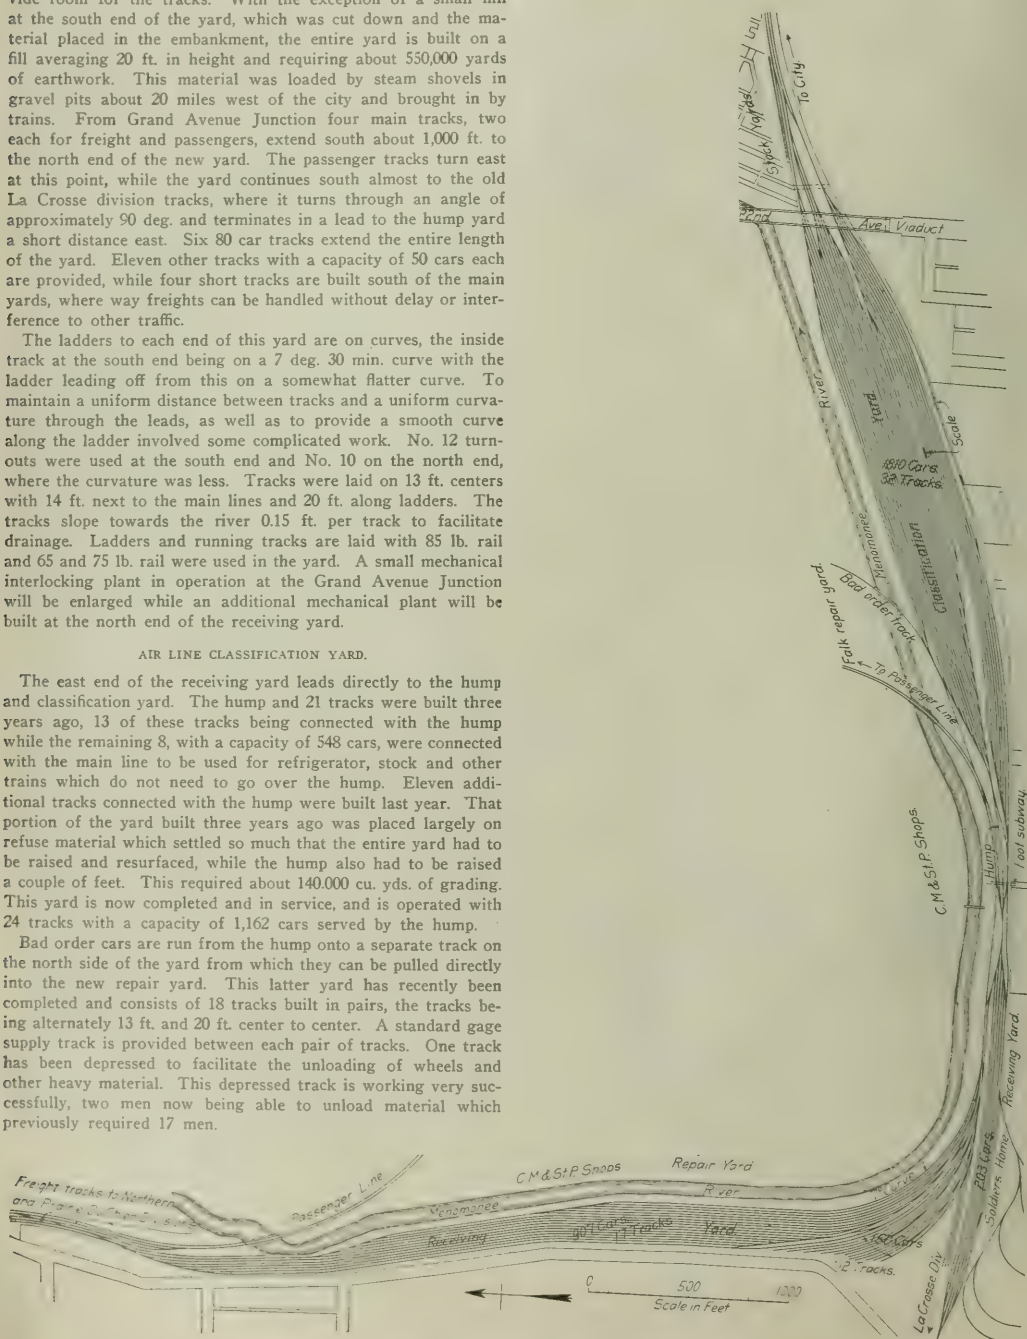 vide room for the tracks. With the exception of a small hill
at the south end of the yard, which was cut down and the ma-
terial placed in the embankment, the entire yard is built on a
fill averaging 20 ft. in height and requiring about 550,000 yards
of earthwork. This material was loaded by steam shovels in
gravel pits about 20 miles west of the city and brought in by
trains. From Grand Avenue Junction four main tracks, two
each for freight and passengers, extend south about 1,000 ft. to
the north end of the new yard. The passenger tracks turn east
at this point, while the yard continues south almost to the old
La Crosse division tracks, where it turns through an angle of
approximately 90 deg. and terminates in a lead to the hump yard
a short distance east. Six 80 car tracks extend the entire length
of the yard. Eleven other tracks with a capacity of 50 cars each
are provided, while four short tracks are built south of the main
yards, where way freights can be handled without delay or inter-
ference to other traffic.
The ladders to each end of this yard are on curves, the inside
track at the south end being on a 7 deg. 30 min. curve with the
ladder leading off from this on a somewhat flatter curve. To
maintain a uniform distance between tracks and a uniform curva-
ture through the leads, as well as to provide a smooth curve
along the ladder involved some complicated work. No. 12 turn-
outs were used at the south end and No. 10 on the north end,
where the curvature was less. Tracks were laid on 13 ft. centers
with 14 ft. next to the main lines and 20 ft. along ladders. The
tracks slope towards the river 0.15 ft. per track to facilitate
drainage. Ladders and running tracks are laid with 85 lb. rail
and 65 and 75 lb. rail were used in the yard. A small mechanical
interlocking plant in operation at the Grand Avenue Junction
will be enlarged while an additional mechanical plant will be
built at the north end of the receiving yard.
AIR LINE CLASSIFICATION YARD.
The east end of the receiving yard leads directly to the hump
and classification yard. The hump and 21 tracks were built three
years ago, 13 of these tracks being connected with the hump
while the remaining 8, with a capacity of 548 cars, were connected
with the main line to be used for refrigerator, stock and other
trains which do not need to go over the hump. Eleven addi-
tional tracks connected with the hump were built last year. That
portion of the yard built three years ago was placed largely on
refuse material which settled so much that the entire yard had to
be raised and resurfaced, while the hump also had to be raised
a couple of feet. This required about 140.000 cu. yds. of grading.
This yard is now completed and in service, and is operated with
24 tracks with a capacity of 1,162 cars served by the hump.
Bad order cars are run from the hump onto a separate track on
the north side of the yard from which they can be pulled directly
into the new repair yard. This latter yard has recently been
completed and consists of 18 tracks built in pairs, the tracks be-
ing alternately 13 ft. and 20 ft. center to center. A standard gage
supply track is provided between each pair of tracks. One track
has been depressed to facilitate the unloading of wheels and
other heavy material. This depressed track is working very suc-
cessfully, two men now being able to unload material which
previously required 17 men.
To City
Stock Yards
22nd Ave. Viaduct
River
Yard
Scale
1810 Cars.
32 Tracks.
Menomonee
Classification
Bad order track
Falk repair yard.
To Passenger Line
C.M & St.P. Shops
Hump
Foot subway.
Receiving Yard.
203 Cars.
Soldiers Home
La Crosse Div
Freight tracks to Northern
and Prairie
Passenger Line
C M & St P Shops
Repair Yard
River
Menomonee
Curve
Receiving
907 Cars.
17 Tracks
Yard
150 Cars
12 Tracks.
0 500 1000
Scale in Feet